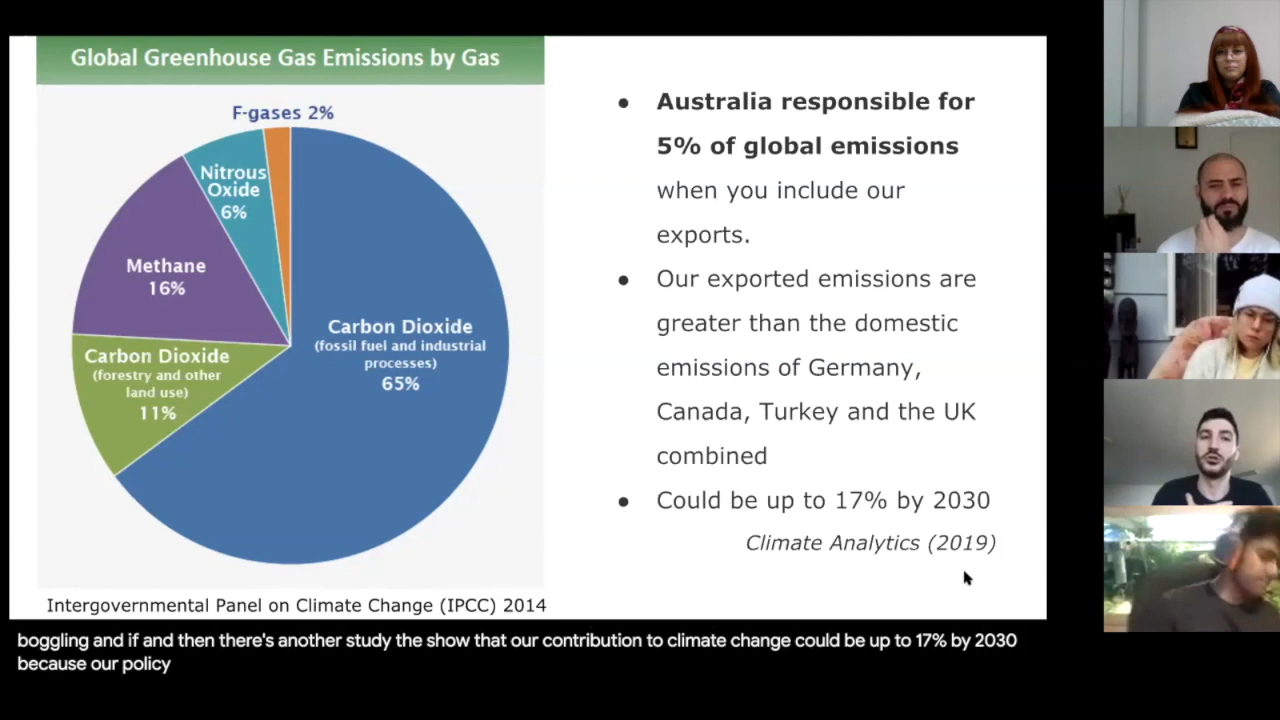 Global Greenhouse Gas Emissions by Gas
F-gases 2%
Nitrous
Oxide
6%
Methane
16%
Carbon Dioxide
(fossil fuel and industrial
processes)
65%
Carbon Dioxide
(forestry and other
land use)
11%
Intergovernmental Panel on Climate Change (IPCC) 2014
● Australia responsible for
5% of global emissions
when you include our
exports.
● Our exported emissions are
greater than the domestic
emissions of Germany,
Canada, Turkey and the UK
combined
● Could be up to 17% by 2030
Climate Analytics (2019)
boggling and if and then there's another study the show that our contribution to climate change could be up to 17% by 2030
because our policy